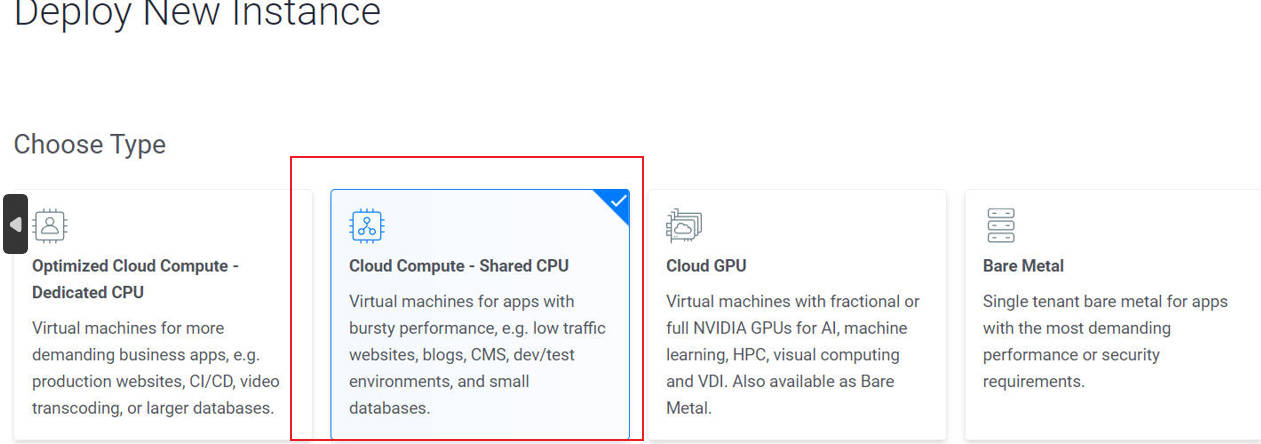 Deploy New Instance
Choose Type
Optimized Cloud Compute -
Dedicated CPU
Virtual machines for more
demanding business apps, e.g.
production websites, CI/CD, video
transcoding, or larger databases.
Cloud Compute - Shared CPU
Virtual machines for apps with
bursty performance, e.g. low traffic
websites, blogs, CMS, dev/test
environments, and small
databases.
Cloud GPU
Virtual machines with fractional or
full NVIDIA GPUs for AI, machine
learning, HPC, visual computing
and VDI. Also available as Bare
Metal.
Bare Metal
Single tenant bare metal for apps
with the most demanding
performance or security
requirements.